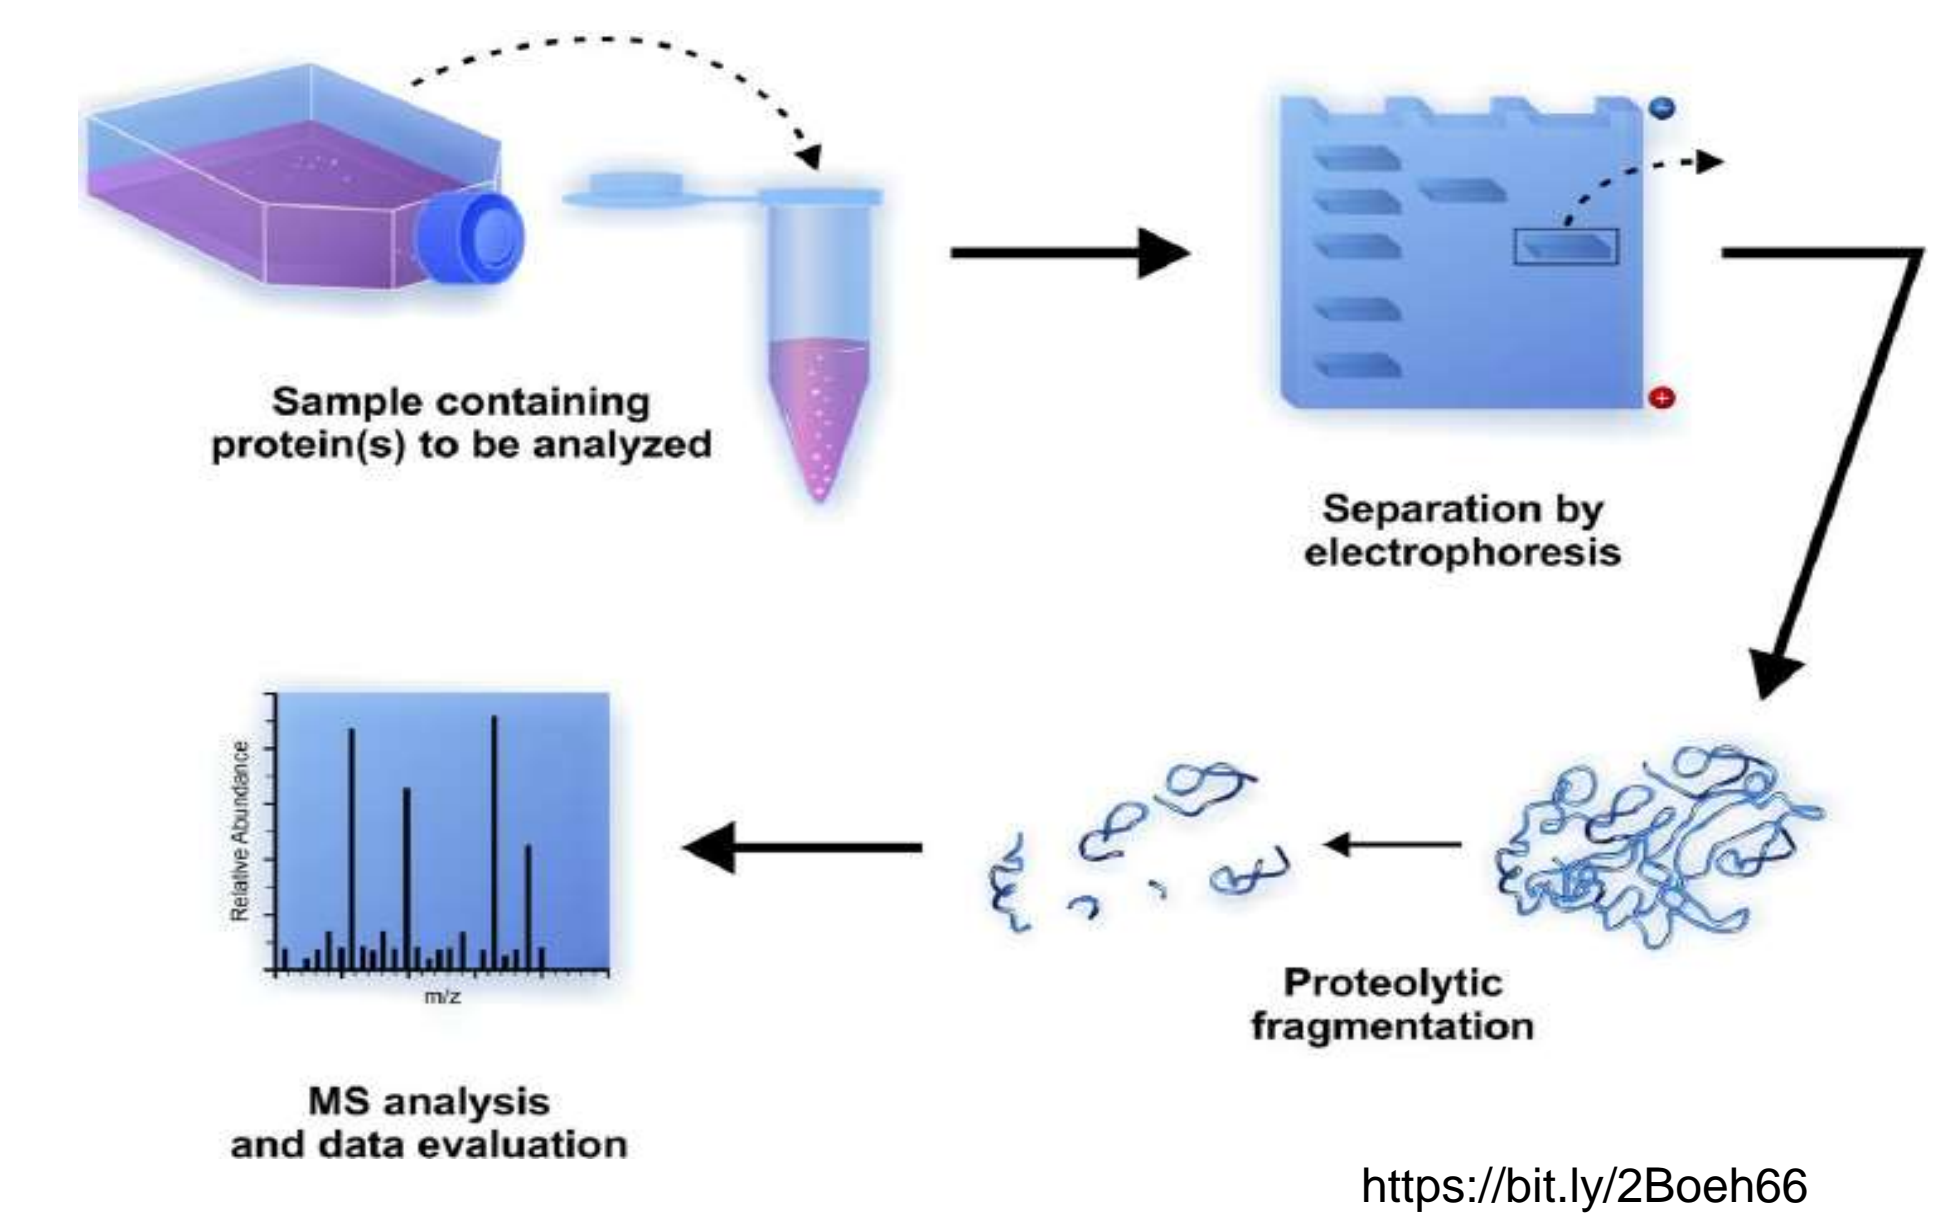 Sample containing
protein(s) to be analyzed
−
+
Separation by
electrophoresis
Proteolytic
fragmentation
Relative Abundance
m/z
MS analysis
and data evaluation
https://bit.ly/2Boeh66